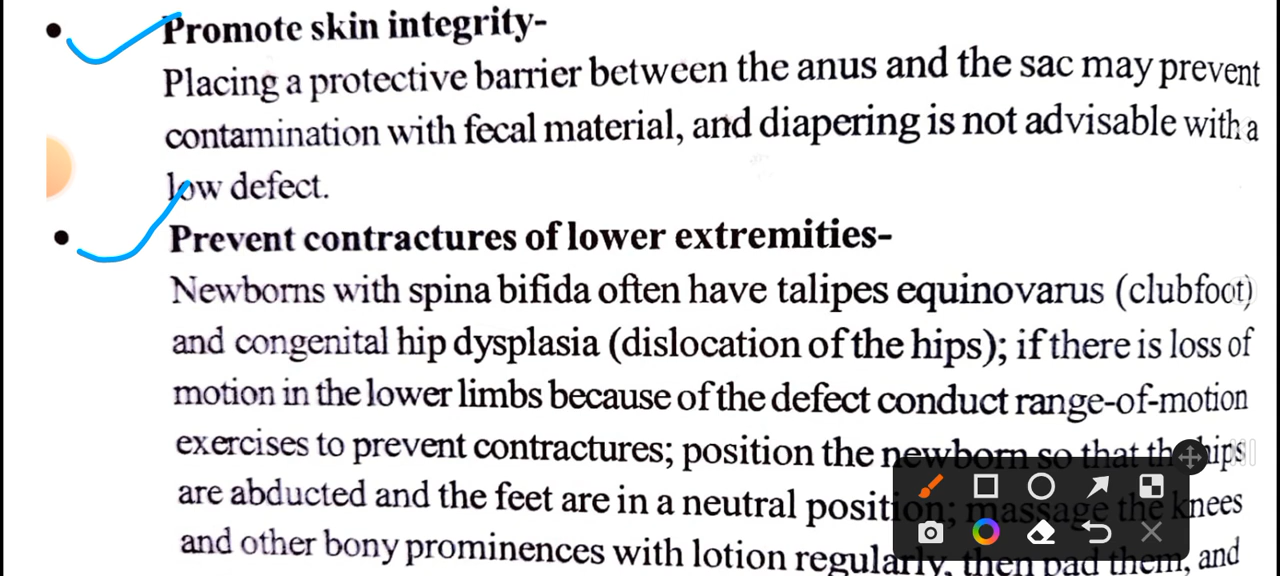 Promote skin integrity-
Placing a protective barrier between the anus and the sac may prevent
contamination with fecal material, and diapering is not advisable with a
low defect.
Prevent contractures of lower extremities-
Newborns with spina bifida often have talipes equinovarus (clubfoot)
and congenital hip dysplasia (dislocation of the hips); if there is loss of
motion in the lower limbs because of the defect conduct range-of-motion
exercises to prevent contractures; position the newborn so that the hips
are abducted and the feet are in a neutral position; massage the knees
and other bony prominences with lotion regularly, then pad them, and